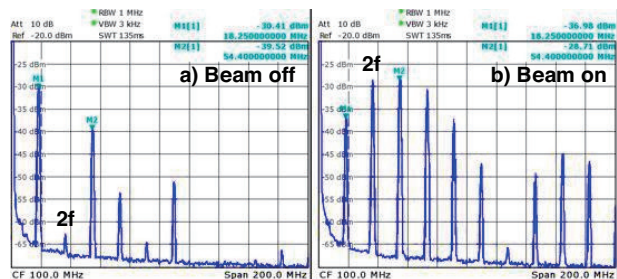 Att 10 dB
Ref -20.0 dBm
RBW 1 MHz
VBW 3 kHz
SWT 135ms
M1[1] -30.41 dBm
18.250000000 MHz
M2[1] -39.52 dBm
54.400000000 MHz
a) Beam off
M1
M2
2f
-25 dBm
-30 dBm
-35 dBm
-40 dBm
-45 dBm
-50 dBm
-55 dBm
-60 dBm
-65 dBm
CF 100.0 MHz
Span 200.0 MHz
Att 10 dB
Ref -20.0 dBm
RBW 1 MHz
VBW 3 kHz
SWT 135ms
M1[1] -36.98 dBm
18.250000000 MHz
M2[1] -28.71 dBm
54.400000000 MHz
b) Beam on
2f
M2
M1
-25 dBm
-30 dBm
-35 dBm
-40 dBm
-45 dBm
-50 dBm
-55 dBm
-60 dBm
-65 dBm
CF 100.0 MHz
Span 200.0 MHz